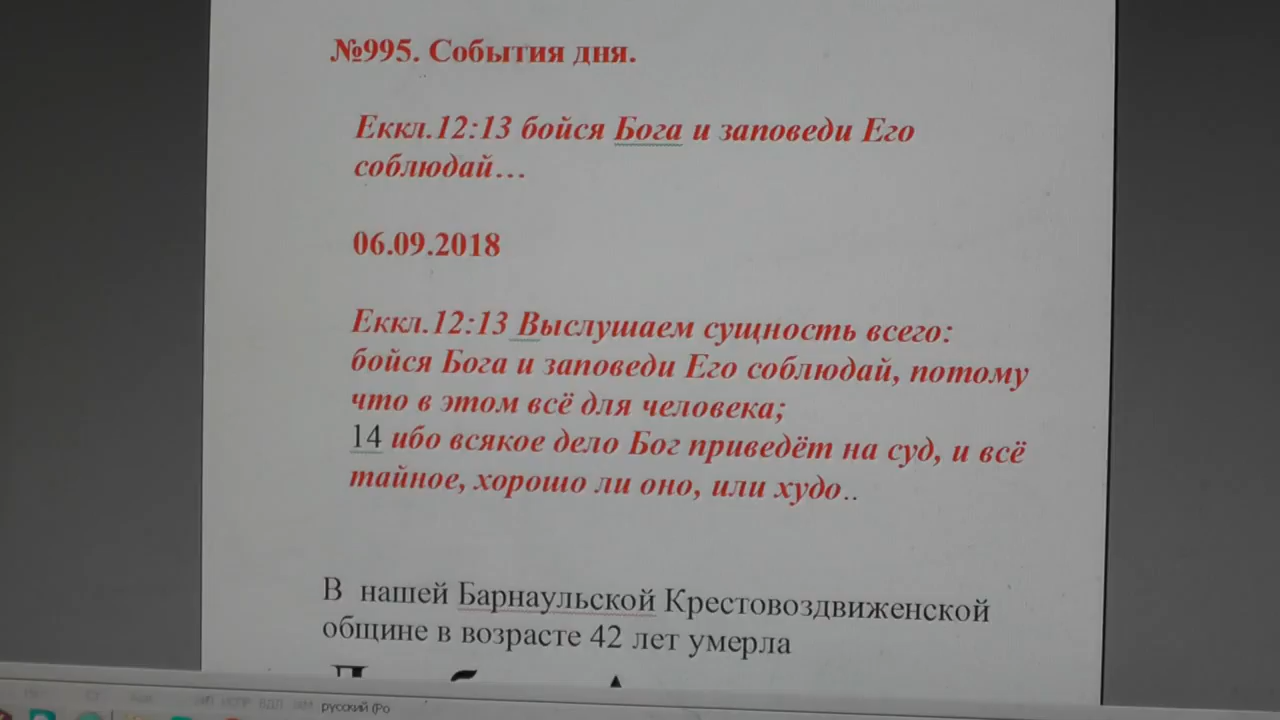 №995. События дня.
Еккл.12:13 бойся Бога и заповеди Его
соблюдай…
06.09.2018
Еккл.12:13 Выслушаем сущность всего:
бойся Бога и заповеди Его соблюдай, потому
что в этом всё для человека;
14 ибо всякое дело Бог приведёт на суд, и всё
тайное, хорошо ли оно, или худо..
В нашей Барнаульской Крестовоздвиженской
общине в возрасте 42 лет умерла
русский (Ро